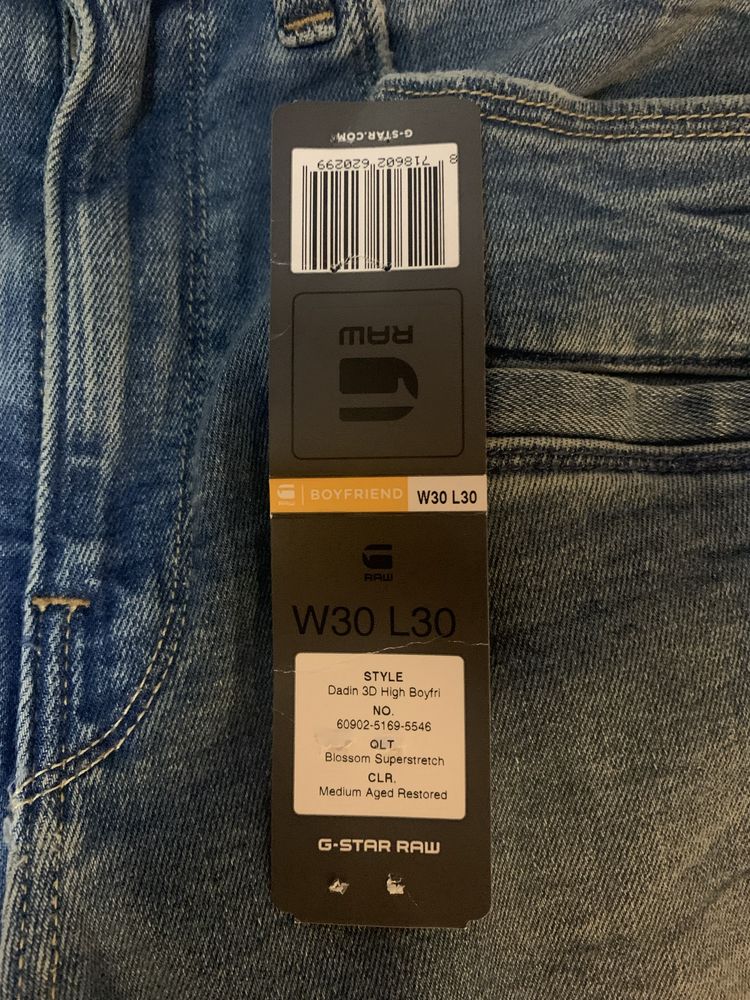 G-STAR.COM
8 718602 620299
RAW
BOYFRIEND W30 L30
RAW
W30 L30
STYLE
Dadin 3D High Boyfri
NO.
60902-5169-5546
QLT
Blossom Superstretch
CLR.
Medium Aged Restored
G-STAR RAW